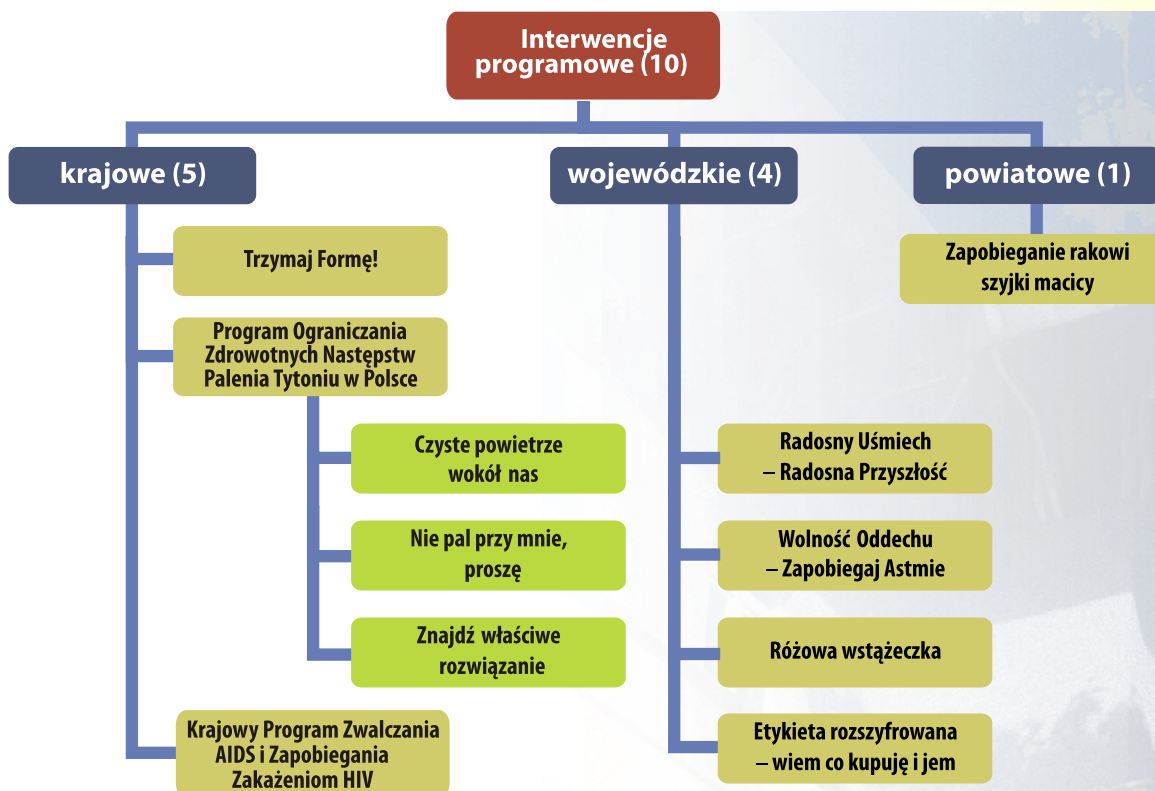 Interwencje
programowe (10)
krajowe (5)
wojewódzkie (4)
powiatowe (1)
Trzymaj Formę!
Program Ograniczania
Zdrowotnych Następstw
Palenia Tytoniu w Polsce
Czyste powietrze
wokół nas
Nie pal przy mnie,
proszę
Znajdź właściwe
rozwiązanie
Krajowy Program Zwalczania
AIDS i Zapobiegania
Zakażeniom HIV
Radosny Uśmiech
– Radosna Przyszłość
Wolność Oddechu
– Zapobiegaj Astmie
Różowa wstążeczka
Etykieta rozszyfrowana
– wiem co kupuję i jem
Zapobieganie rakowi
szyjki macicy